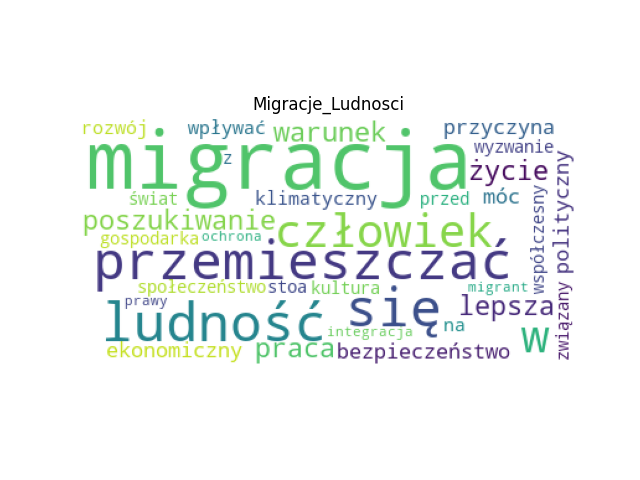 Migracje_Ludnosci
rozwój wpływać warunek przyczyna
migracja z wyzwanie
życie
świat klimatyczny przed móc
poszukiwanie człowiek
gospodarka ochrona
przemieszczać współczesny polityczny
społeczeństwo stoa kultura migrant
prawy ludność się lepsza związany
integracja na w
ekonomiczny praca bezpieczeństwo